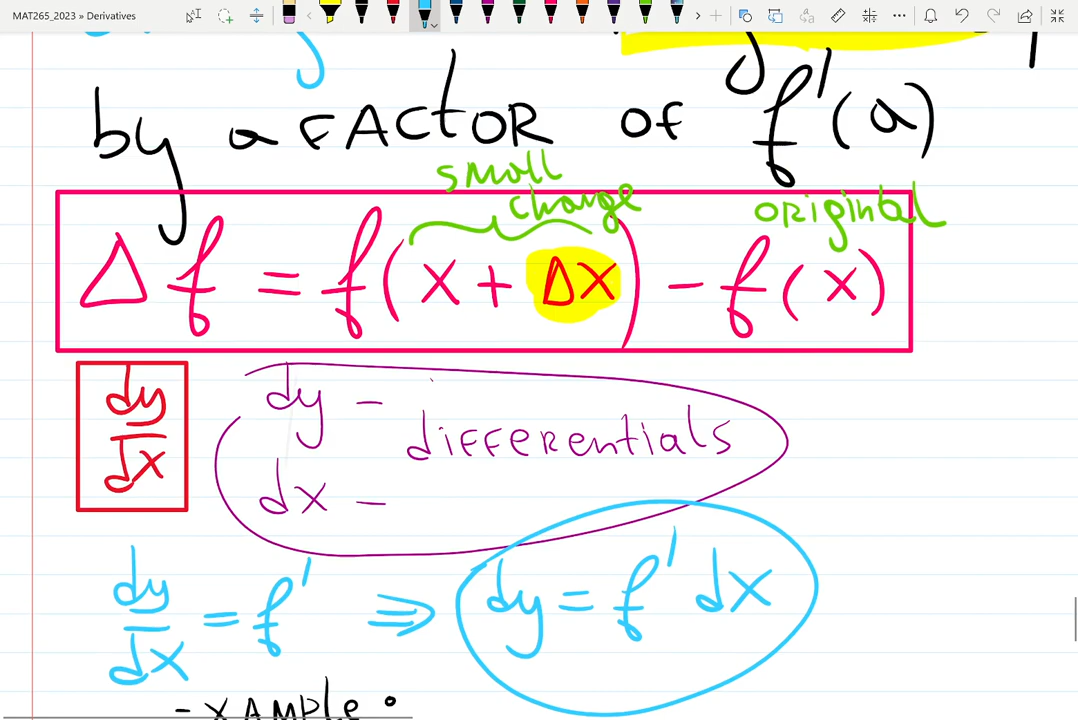 MAT265_2023 » Derivatives
by a FACTOR of f'(a)
small
change
origintal
Δf = f(x + Δx) - f(x)
dy/dx
dy -
differentials
dx -
dy/dx = f' ⇒ dy = f' dx
-XAMPLE :